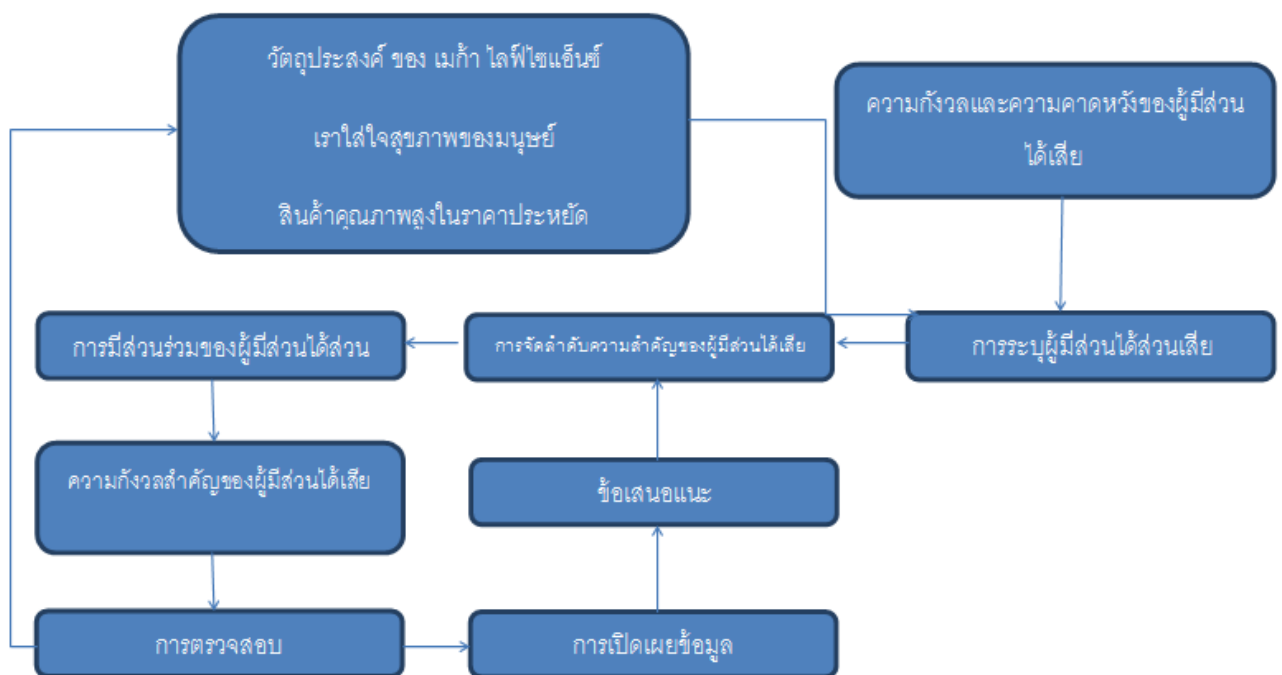 วัตถุประสงค์ ของ เมก้า ไลฟ์ไซแอ็นซ์
เราใส่ใจสุขภาพของมนุษย์
สินค้าคุณภาพสูงในราคาประหยัด
ความกังวลและความคาดหวังของผู้มีส่วน
ได้เสีย
การมีส่วนร่วมของผู้มีส่วนได้ส่วน
การจัดลำดับความสำคัญของผู้มีส่วนได้เสีย
การระบุผู้มีส่วนได้ส่วนเสีย
ความกังวลสำคัญของผู้มีส่วนได้เสีย
ข้อเสนอแนะ
การตรวจสอบ
การเปิดเผยข้อมูล